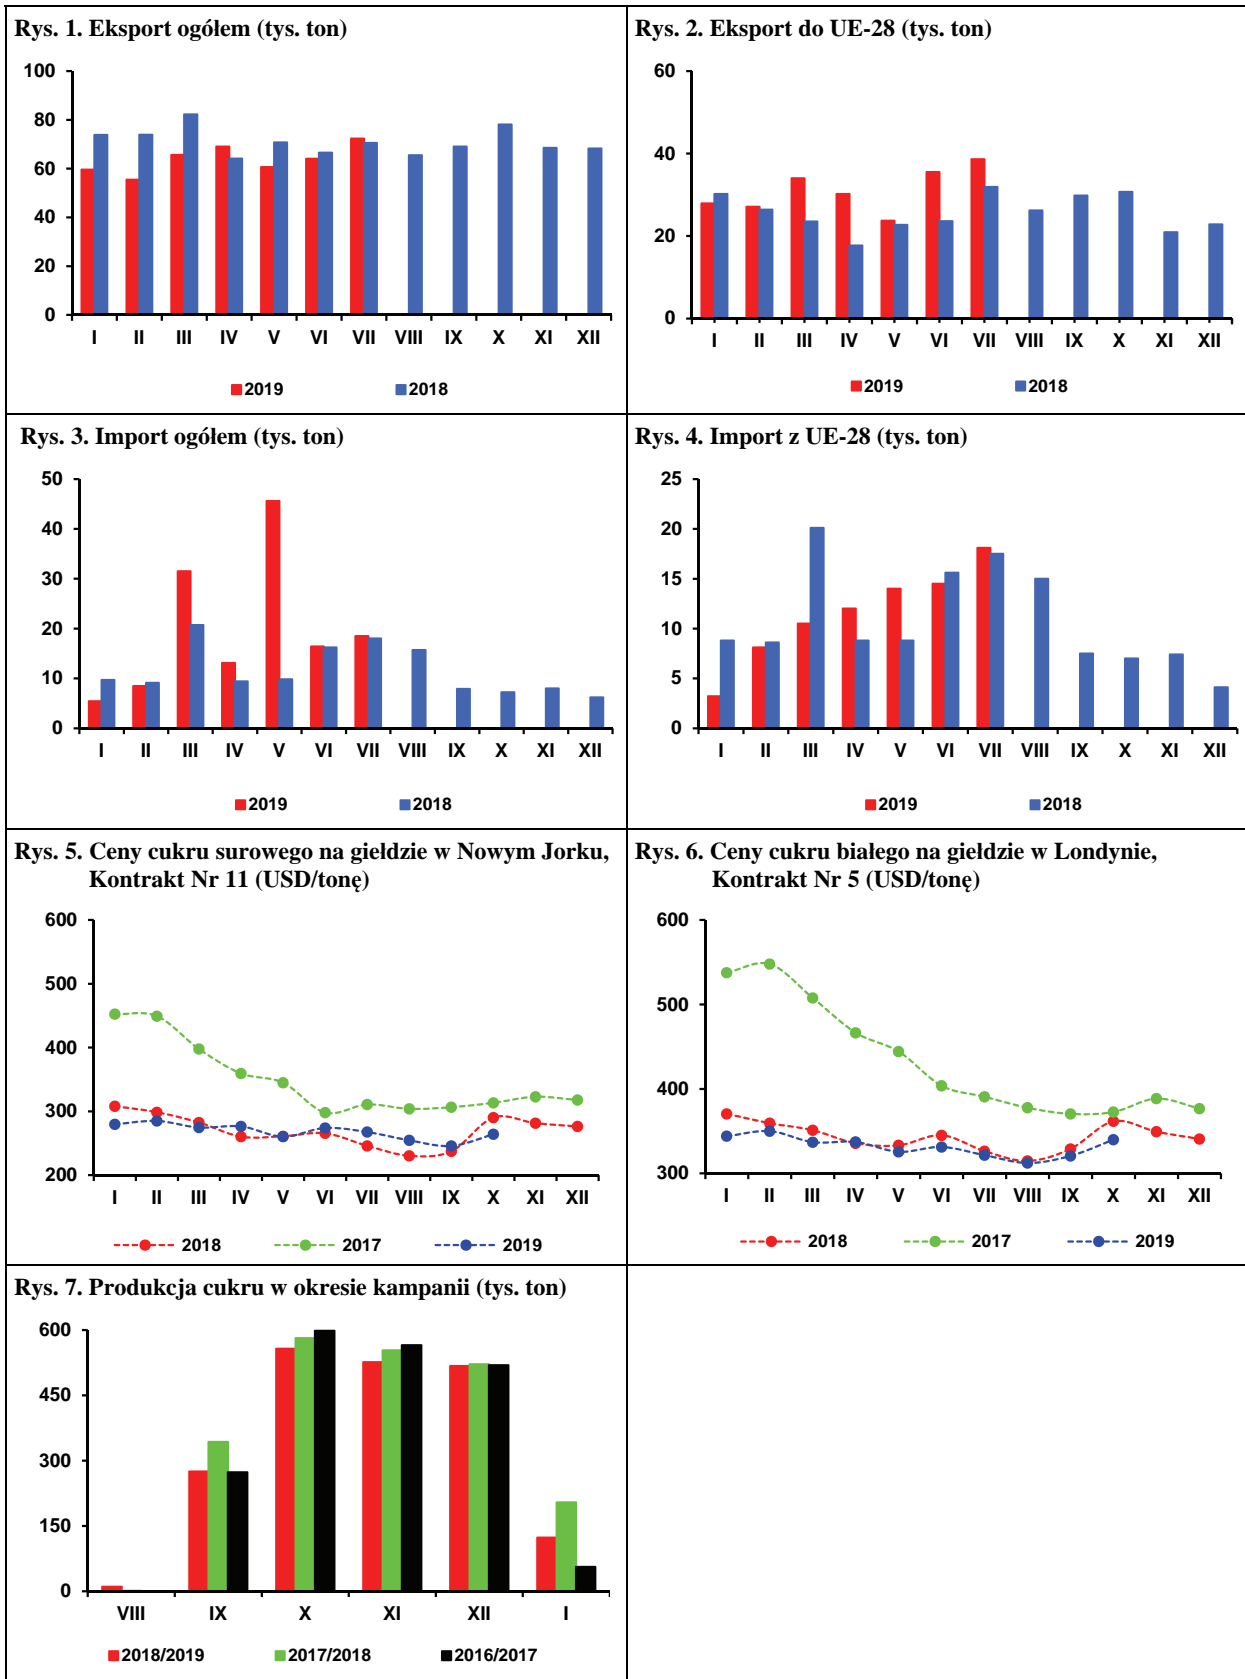 Rys. 1. Eksport ogółem (tys. ton)
100
80
60
40
20
0
I II III IV V VI VII VIII IX X XI XII
2019 2018
Rys. 2. Eksport do UE-28 (tys. ton)
60
40
20
0
I II III IV V VI VII VIII IX X XI XII
2019 2018
Rys. 3. Import ogółem (tys. ton)
50
40
30
20
10
0
I II III IV V VI VII VIII IX X XI XII
2019 2018
Rys. 4. Import z UE-28 (tys. ton)
25
20
15
10
5
0
I II III IV V VI VII VIII IX X XI XII
2019 2018
Rys. 5. Ceny cukru surowego na giełdzie w Nowym Jorku,
Kontrakt Nr 11 (USD/tonę)
600
500
400
300
200
I II III IV V VI VII VIII IX X XI XII
2018 2017 2019
Rys. 6. Ceny cukru białego na giełdzie w Londynie,
Kontrakt Nr 5 (USD/tonę)
600
500
400
300
I II III IV V VI VII VIII IX X XI XII
2018 2017 2019
Rys. 7. Produkcja cukru w okresie kampanii (tys. ton)
600
450
300
150
0
VIII IX X XI XII I
2018/2019 2017/2018 2016/2017